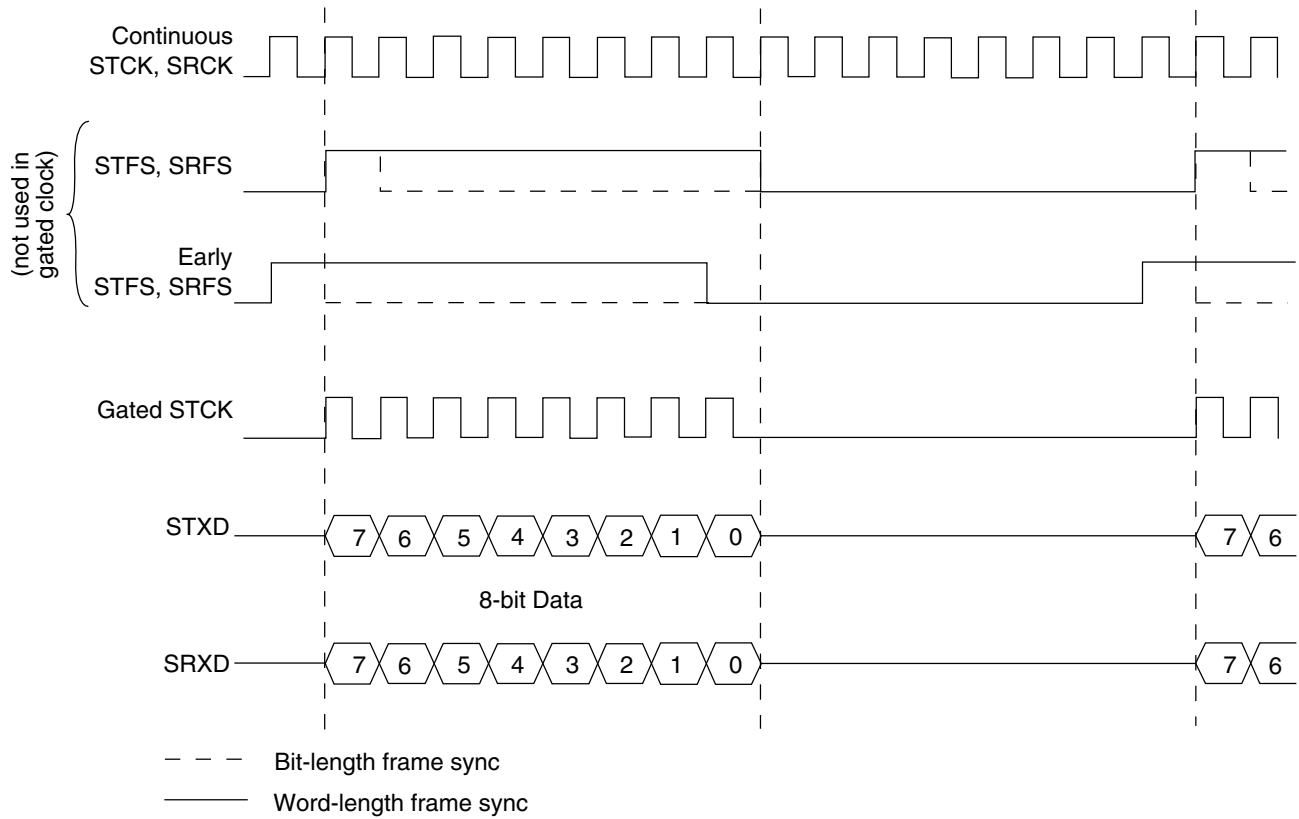 Continuous
STCK, SRCK
(not used in
gated clock)
STFS, SRFS
Early
STFS, SRFS
Gated STCK
STXD
7 6 5 4 3 2 1 0 7 6
8-bit Data
SRXD
7 6 5 4 3 2 1 0 7 6
Bit-length frame sync
Word-length frame sync